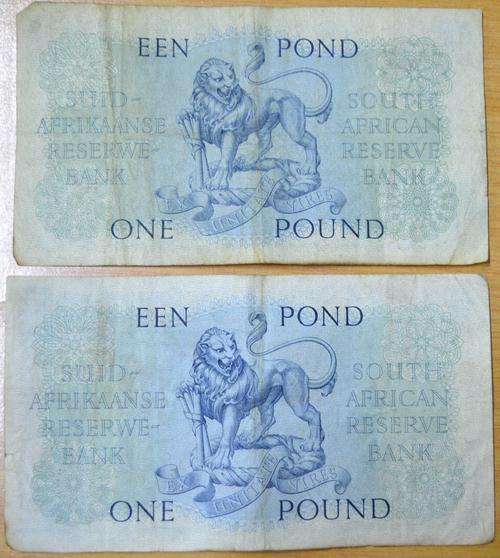 EEN POND
SUID-
AFRIKAANSE
RESERWE-
BANK
SOUTH
AFRICAN
RESERVE
BANK
EX UNITATE VIRES
ONE POUND
EEN POND
SUID-
AFRIKAANSE
RESERWE-
BANK
SOUTH
AFRICAN
RESERVE
BANK
EX UNITATE VIRES
ONE POUND